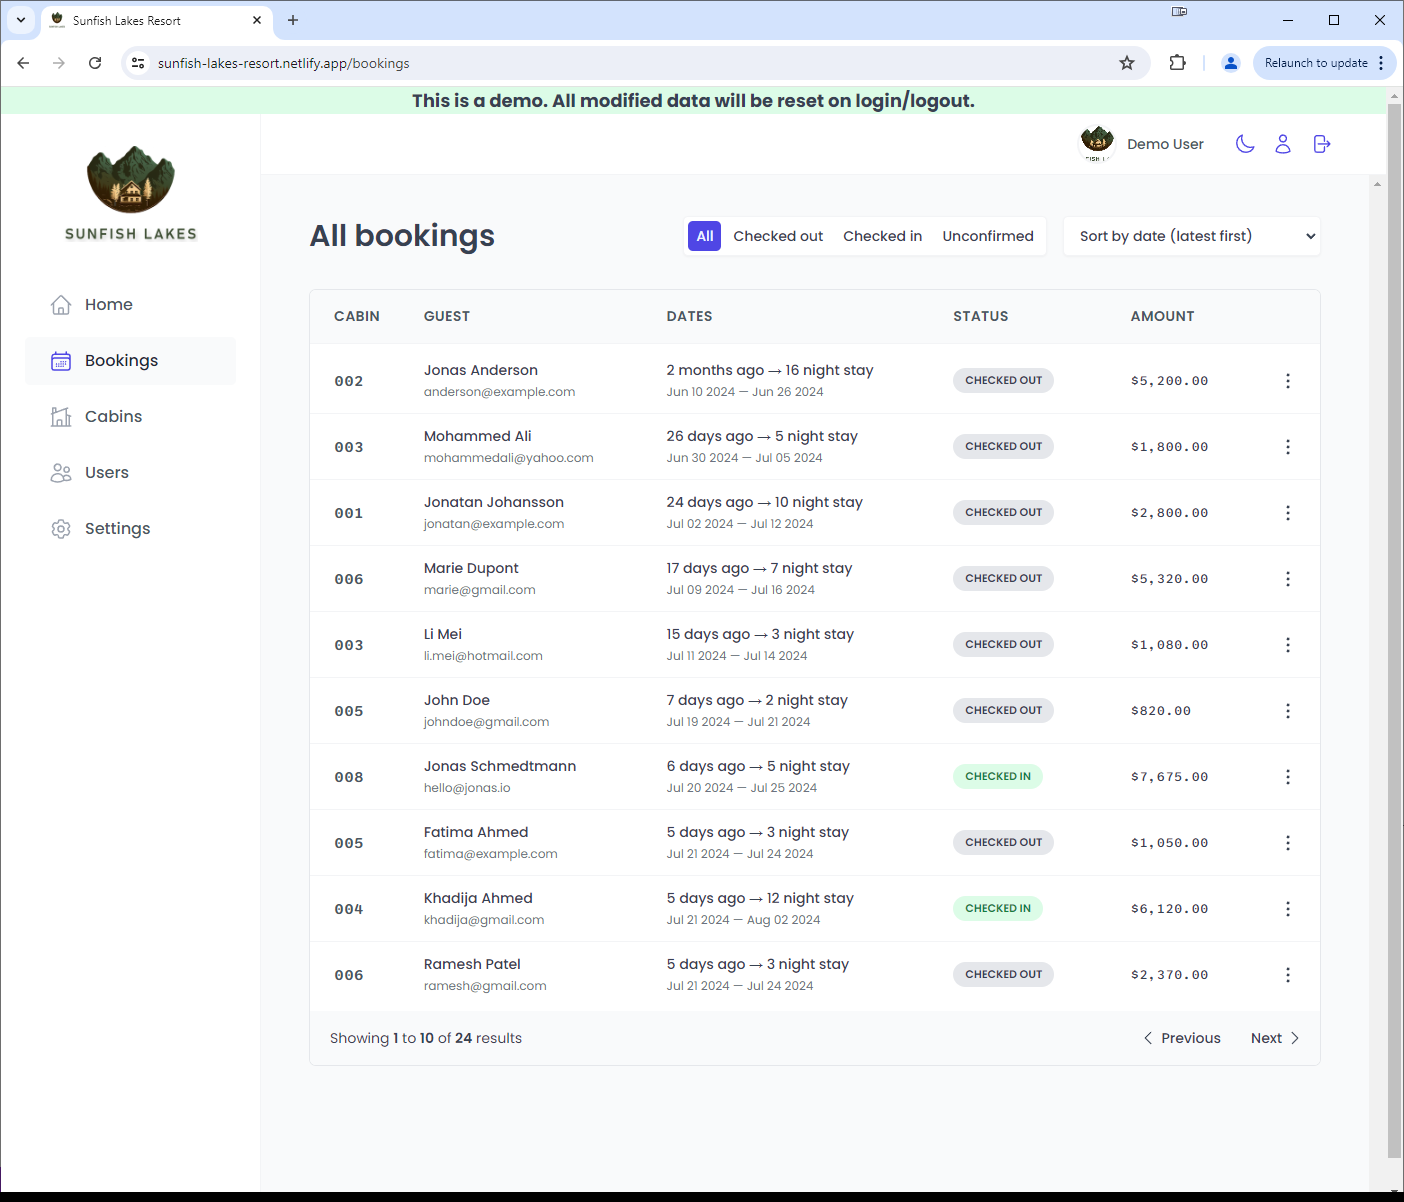 Sunfish Lakes Resort
sunfish-lakes-resort.netlify.app/bookings
Relaunch to update
This is a demo. All modified data will be reset on login/logout.
SUNFISH LAKES
Demo User
Home
Bookings
Cabins
Users
Settings
All bookings
All Checked out Checked in Unconfirmed
Sort by date (latest first)
CABIN GUEST DATES STATUS AMOUNT
002 Jonas Anderson 2 months ago → 16 night stay CHECKED OUT $5,200.00
anderson@example.com Jun 10 2024 — Jun 26 2024
003 Mohammed Ali 26 days ago → 5 night stay CHECKED OUT $1,800.00
mohammedali@yahoo.com Jun 30 2024 — Jul 05 2024
001 Jonatan Johansson 24 days ago → 10 night stay CHECKED OUT $2,800.00
jonatan@example.com Jul 02 2024 — Jul 12 2024
006 Marie Dupont 17 days ago → 7 night stay CHECKED OUT $5,320.00
marie@gmail.com Jul 09 2024 — Jul 16 2024
003 Li Mei 15 days ago → 3 night stay CHECKED OUT $1,080.00
li.mei@hotmail.com Jul 11 2024 — Jul 14 2024
005 John Doe 7 days ago → 2 night stay CHECKED OUT $820.00
johndoe@gmail.com Jul 19 2024 — Jul 21 2024
008 Jonas Schmedtmann 6 days ago → 5 night stay CHECKED IN $7,675.00
hello@jonas.io Jul 20 2024 — Jul 25 2024
005 Fatima Ahmed 5 days ago → 3 night stay CHECKED OUT $1,050.00
fatima@example.com Jul 21 2024 — Jul 24 2024
004 Khadija Ahmed 5 days ago → 12 night stay CHECKED IN $6,120.00
khadija@gmail.com Jul 21 2024 — Aug 02 2024
006 Ramesh Patel 5 days ago → 3 night stay CHECKED OUT $2,370.00
ramesh@gmail.com Jul 21 2024 — Jul 24 2024
Showing 1 to 10 of 24 results
Previous Next